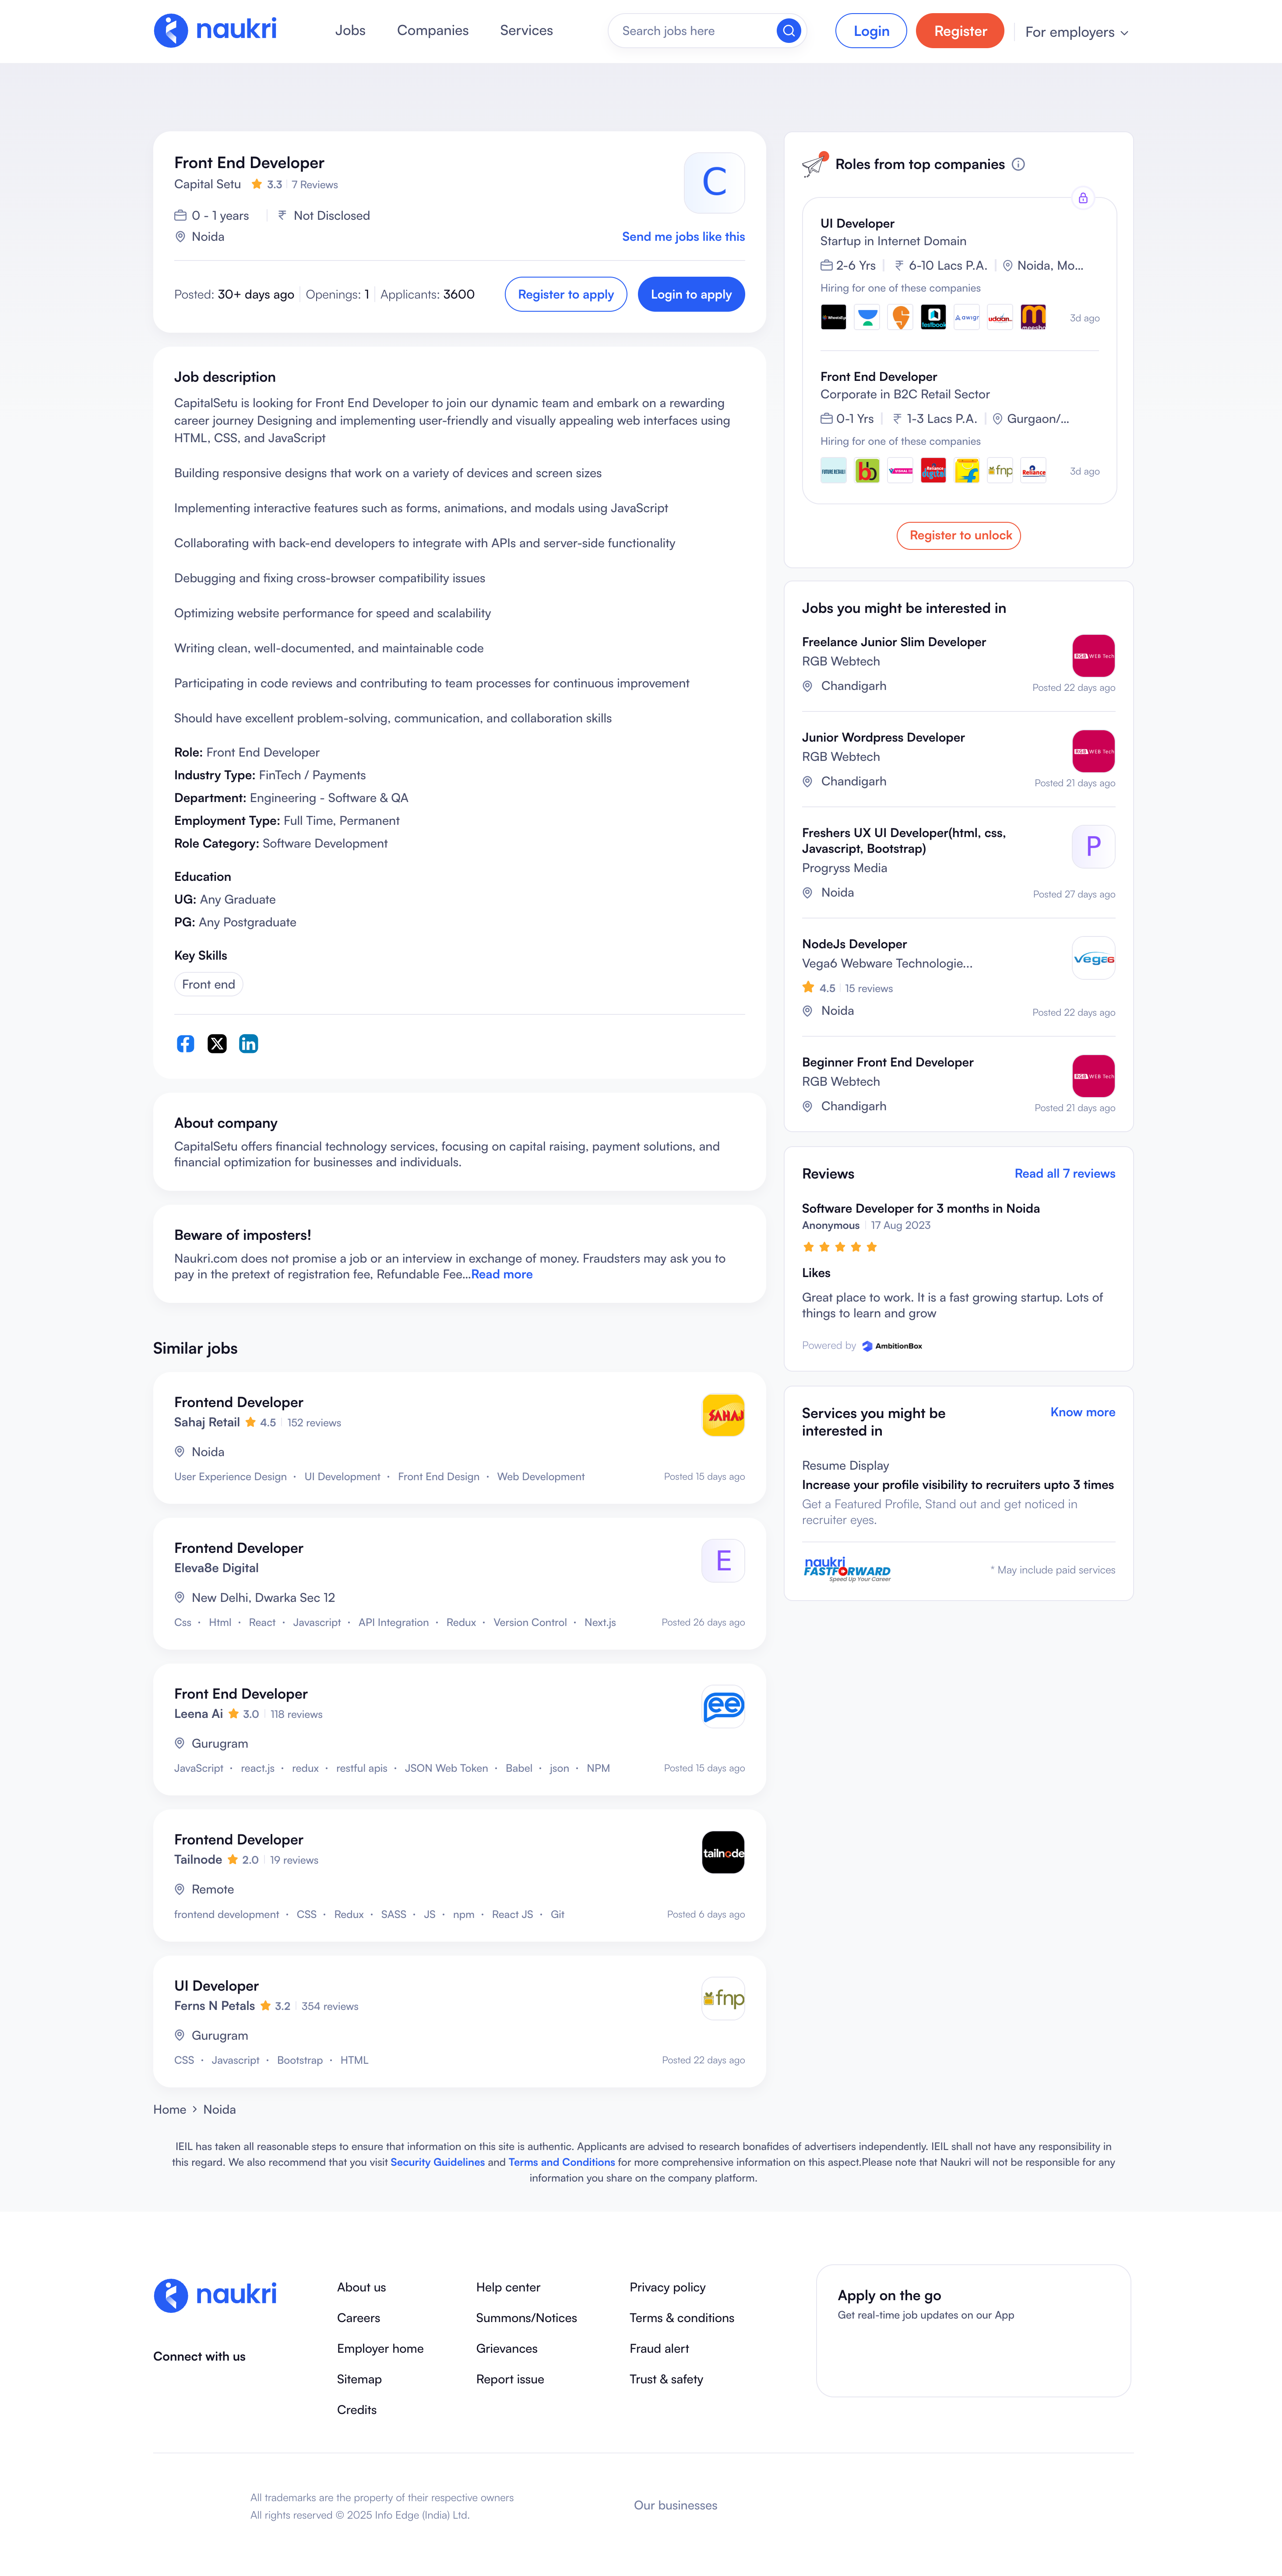 naukri
Jobs
Companies
Services
Search jobs here
Login
Register
For employers
Front End Developer
Capital Setu 3.3 7 Reviews
C
0 - 1 years
₹ Not Disclosed
Noida
Send me jobs like this
Posted: 30+ days ago Openings: 1 Applicants: 3600
Register to apply
Login to apply
Job description
CapitalSetu is looking for Front End Developer to join our dynamic team and embark on a rewarding
career journey Designing and implementing user-friendly and visually appealing web interfaces using
HTML, CSS, and JavaScript
Building responsive designs that work on a variety of devices and screen sizes
Implementing interactive features such as forms, animations, and modals using JavaScript
Collaborating with back-end developers to integrate with APIs and server-side functionality
Debugging and fixing cross-browser compatibility issues
Optimizing website performance for speed and scalability
Writing clean, well-documented, and maintainable code
Participating in code reviews and contributing to team processes for continuous improvement
Should have excellent problem-solving, communication, and collaboration skills
Role: Front End Developer
Industry Type: FinTech / Payments
Department: Engineering - Software & QA
Employment Type: Full Time, Permanent
Role Category: Software Development
Education
UG: Any Graduate
PG: Any Postgraduate
Key Skills
Front end
About company
CapitalSetu offers financial technology services, focusing on capital raising, payment solutions, and
financial optimization for businesses and individuals.
Beware of imposters!
Naukri.com does not promise a job or an interview in exchange of money. Fraudsters may ask you to
pay in the pretext of registration fee, Refundable Fee...Read more
Similar jobs
Frontend Developer
Sahaj Retail 4.5 152 reviews
SAHAJ
Noida
User Experience Design · UI Development · Front End Design · Web Development
Posted 15 days ago
Frontend Developer
Eleva8e Digital
E
New Delhi, Dwarka Sec 12
Css · Html · React · Javascript · API Integration · Redux · Version Control · Next.js
Posted 26 days ago
Front End Developer
Leena Ai 3.0 118 reviews
Gurugram
JavaScript · react.js · redux · restful apis · JSON Web Token · Babel · json · NPM
Posted 15 days ago
Frontend Developer
Tailnode 2.0 19 reviews
tailnode
Remote
frontend development · CSS · Redux · SASS · JS · npm · React JS · Git
Posted 6 days ago
UI Developer
Ferns N Petals 3.2 354 reviews
fnp
Gurugram
CSS · Javascript · Bootstrap · HTML
Posted 22 days ago
Home > Noida
Roles from top companies
UI Developer
Startup in Internet Domain
2-6 Yrs ₹ 6-10 Lacs P.A. Noida, Mo...
Hiring for one of these companies
testbook
awign
udaan
meesho
3d ago
Front End Developer
Corporate in B2C Retail Sector
0-1 Yrs ₹ 1-3 Lacs P.A. Gurgaon/...
Hiring for one of these companies
FUTURE RETAIL
bb
Reliance digital
fnp
Reliance
3d ago
Register to unlock
Jobs you might be interested in
Freelance Junior Slim Developer
RGB Webtech
RGB WEB Tech
Chandigarh
Posted 22 days ago
Junior Wordpress Developer
RGB Webtech
RGB WEB Tech
Chandigarh
Posted 21 days ago
Freshers UX UI Developer(html, css,
Javascript, Bootstrap)
P
Progryss Media
Noida
Posted 27 days ago
NodeJs Developer
Vega6 Webware Technologie...
vega6
4.5 15 reviews
Noida
Posted 22 days ago
Beginner Front End Developer
RGB Webtech
RGB WEB Tech
Chandigarh
Posted 21 days ago
Reviews
Read all 7 reviews
Software Developer for 3 months in Noida
Anonymous 17 Aug 2023
Likes
Great place to work. It is a fast growing startup. Lots of
things to learn and grow
Powered by AmbitionBox
Services you might be
interested in
Know more
Resume Display
Increase your profile visibility to recruiters upto 3 times
Get a Featured Profile, Stand out and get noticed in
recruiter eyes.
naukri
FASTFORWARD
Speed Up Your Career
* May include paid services
IEIL has taken all reasonable steps to ensure that information on this site is authentic. Applicants are advised to research bonafides of advertisers independently. IEIL shall not have any responsibility in
this regard. We also recommend that you visit Security Guidelines and Terms and Conditions for more comprehensive information on this aspect.Please note that Naukri will not be responsible for any
information you share on the company platform.
naukri
Connect with us
About us
Careers
Employer home
Sitemap
Credits
Help center
Summons/Notices
Grievances
Report issue
Privacy policy
Terms & conditions
Fraud alert
Trust & safety
Apply on the go
Get real-time job updates on our App
All trademarks are the property of their respective owners
All rights reserved © 2025 Info Edge (India) Ltd.
Our businesses